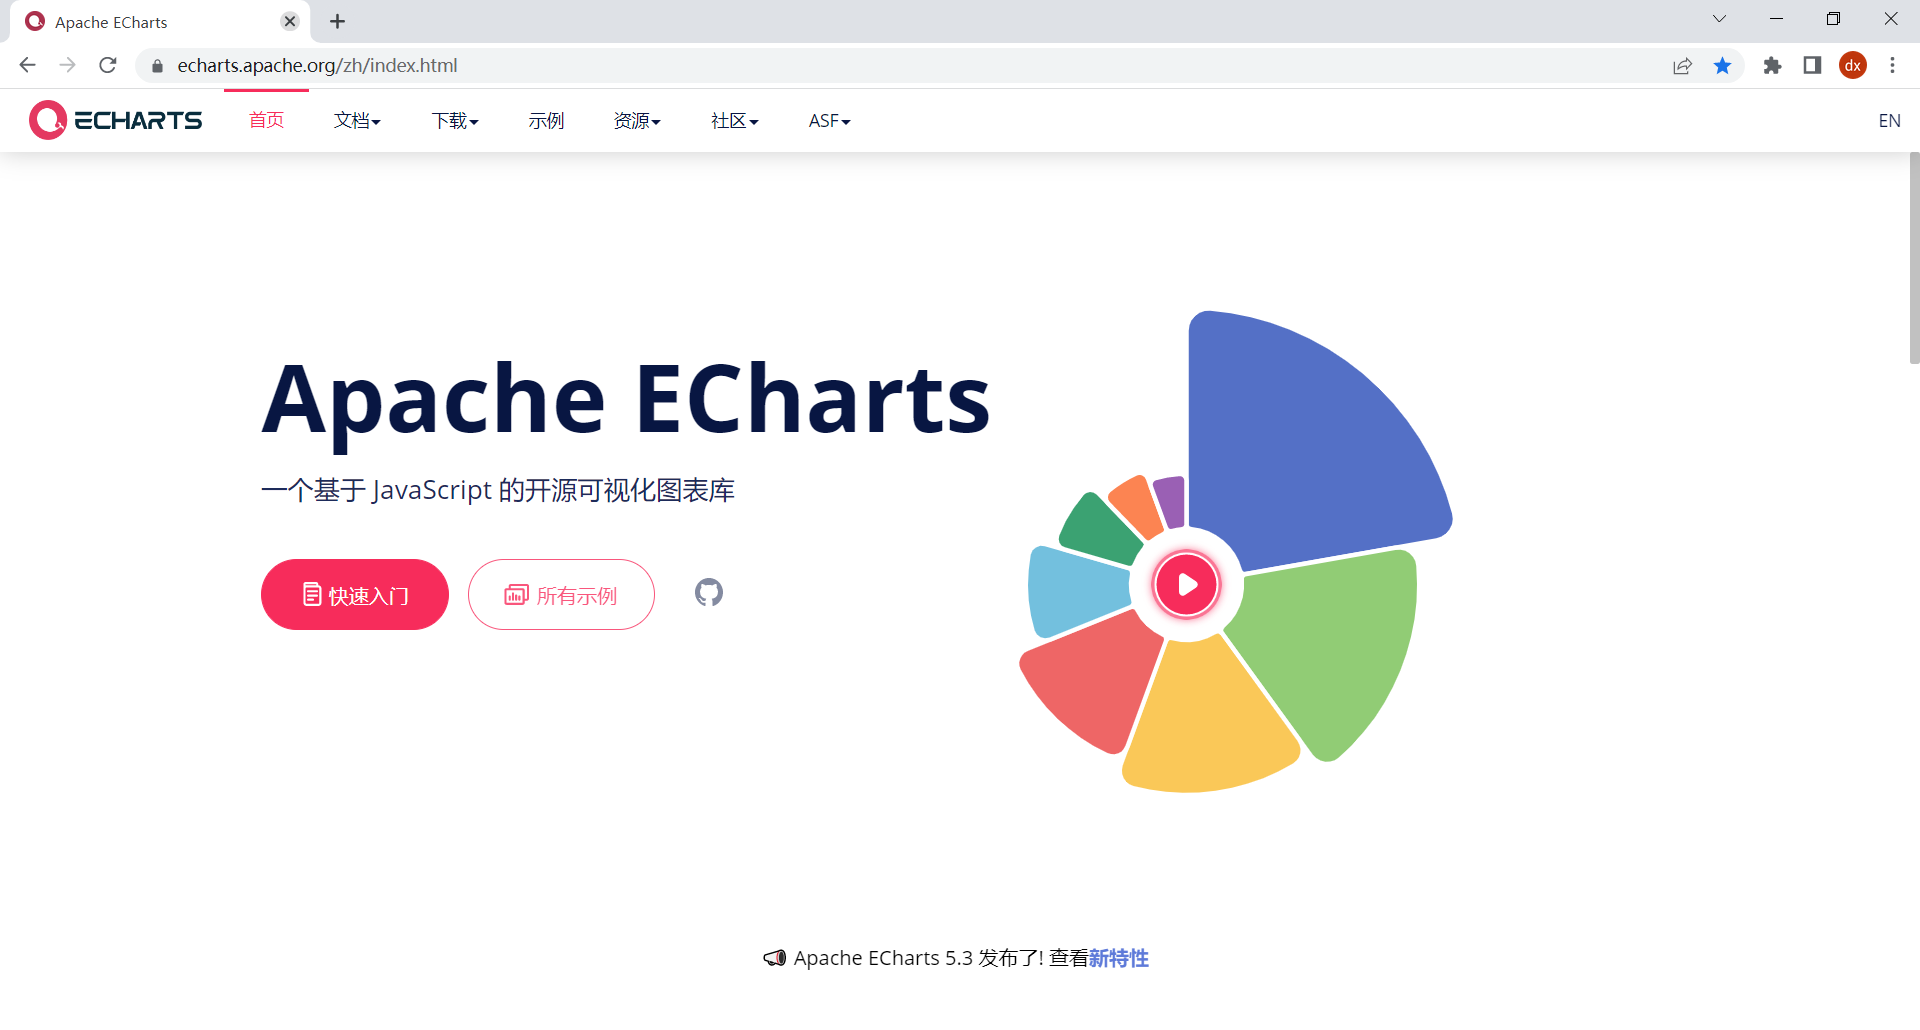 Apache ECharts
echarts.apache.org/zh/index.html
dx
ECHARTS 首页 文档 下载 示例 资源 社区 ASF EN
Apache ECharts
一个基于 JavaScript 的开源可视化图表库
快速入门 所有示例
Apache ECharts 5.3 发布了! 查看新特性